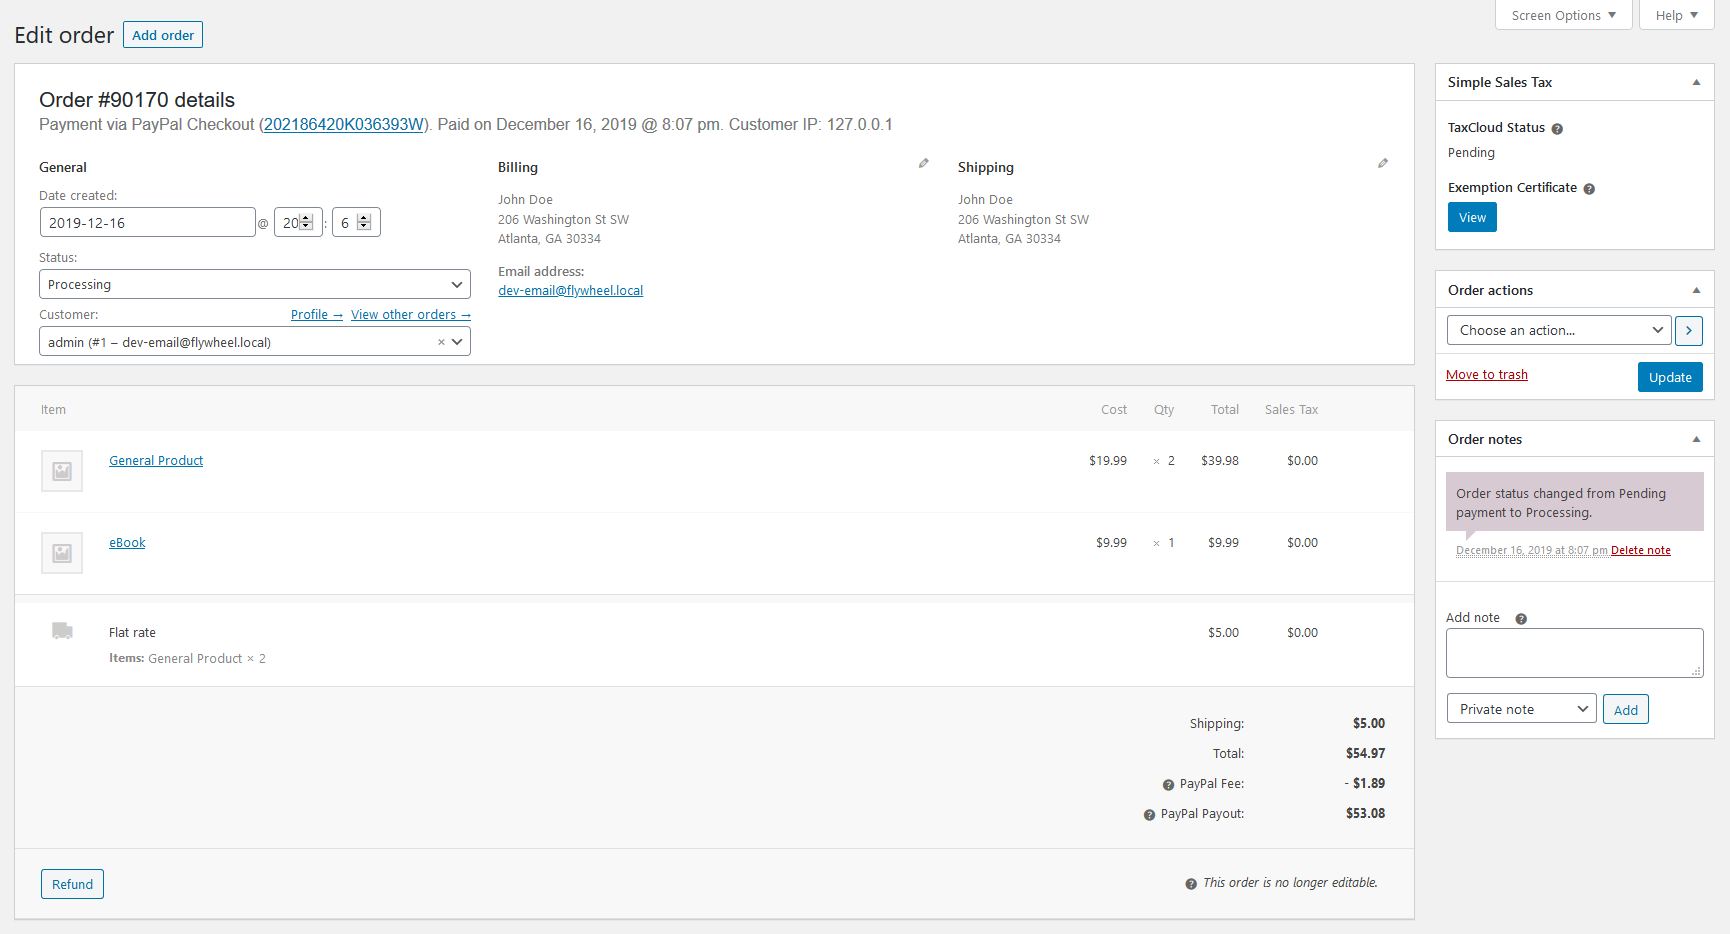 Screen Options ▼
Help ▼
Edit order
Add order
Order #90170 details
Payment via PayPal Checkout (202186420K036393W). Paid on December 16, 2019 @ 8:07 pm. Customer IP: 127.0.0.1
General
Date created:
2019-12-16 @ 20 : 6
Status:
Processing
Customer:
Profile →
View other orders →
admin (#1 – dev-email@flywheel.local) ×
Billing
John Doe
206 Washington St SW
Atlanta, GA 30334
Email address:
dev-email@flywheel.local
Shipping
John Doe
206 Washington St SW
Atlanta, GA 30334
Item Cost Qty Total Sales Tax
General Product $19.99 × 2 $39.98 $0.00
eBook $9.99 × 1 $9.99 $0.00
Flat rate $5.00 $0.00
Items: General Product × 2
Shipping: $5.00
Total: $54.97
PayPal Fee: - $1.89
PayPal Payout: $53.08
Refund
This order is no longer editable.
Simple Sales Tax
TaxCloud Status
Pending
Exemption Certificate
View
Order actions
Choose an action...
Move to trash
Update
Order notes
Order status changed from Pending
payment to Processing.
December 16, 2019 at 8:07 pm Delete note
Add note
Private note
Add